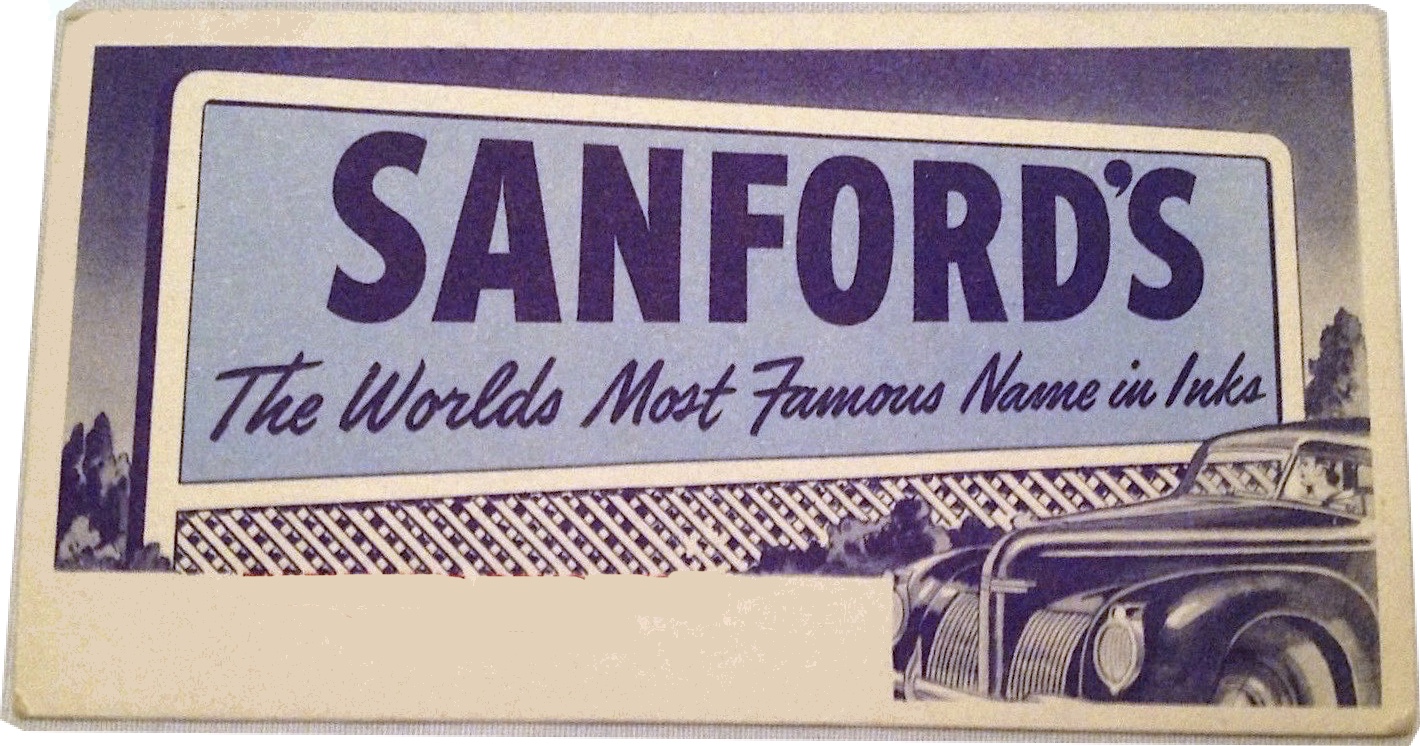 SANFORD'S
The Worlds Most Famous Name in Inks